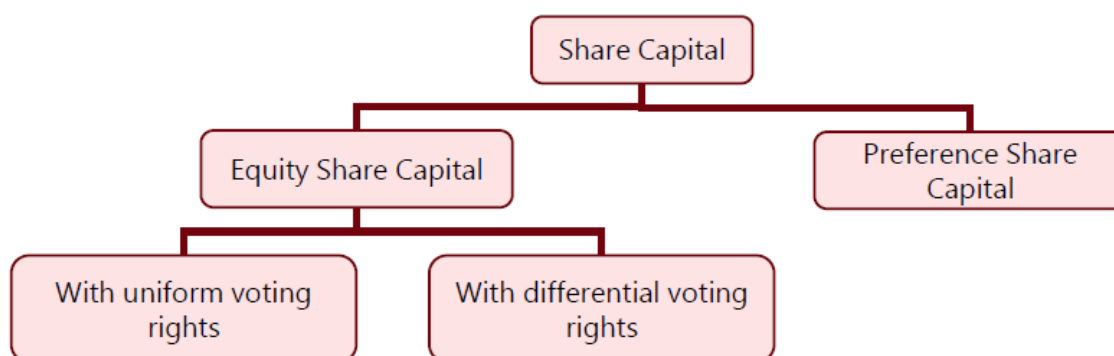 Share Capital
Equity Share Capital
Preference Share
Capital
With uniform voting
rights
With differential voting
rights